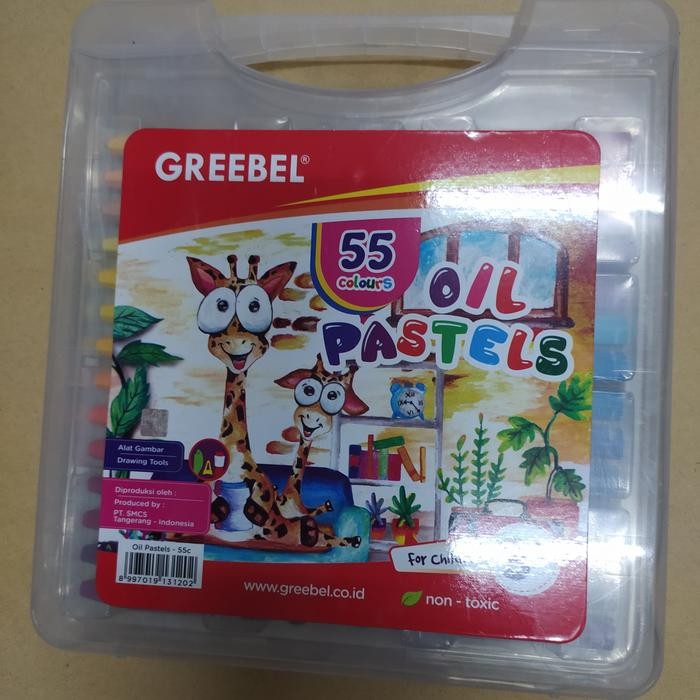 GREEBEL®
55
colours
OIL
PASTELS
Alat Gambar
Drawing Tools
Diproduksi oleh :
Produced by :
PT. SMCS
Tangerang - Indonesia
Oil Pastels - 55c
8 997019 131202
For
www.greebel.co.id
non - toxic